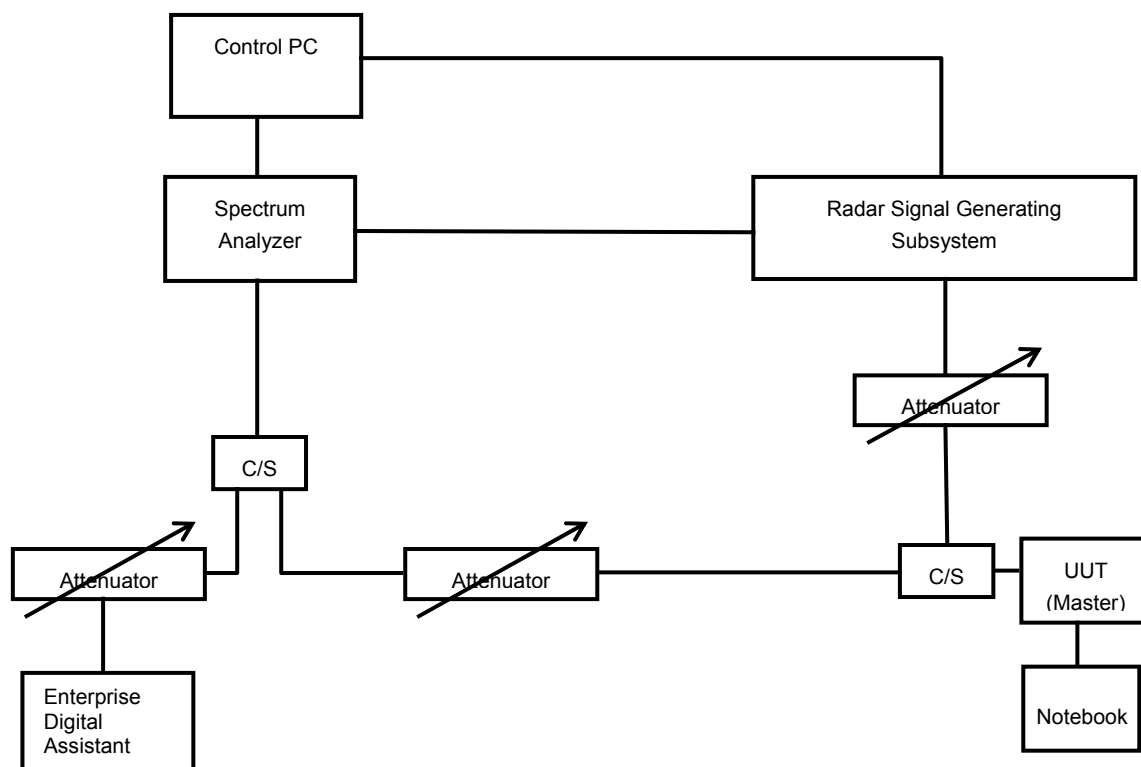 Control PC
Spectrum
Analyzer
Radar Signal Generating
Subsystem
Attenuator
C/S
Attenuator
Attenuator
C/S
UUT
(Master)
Enterprise
Digital
Assistant
Notebook